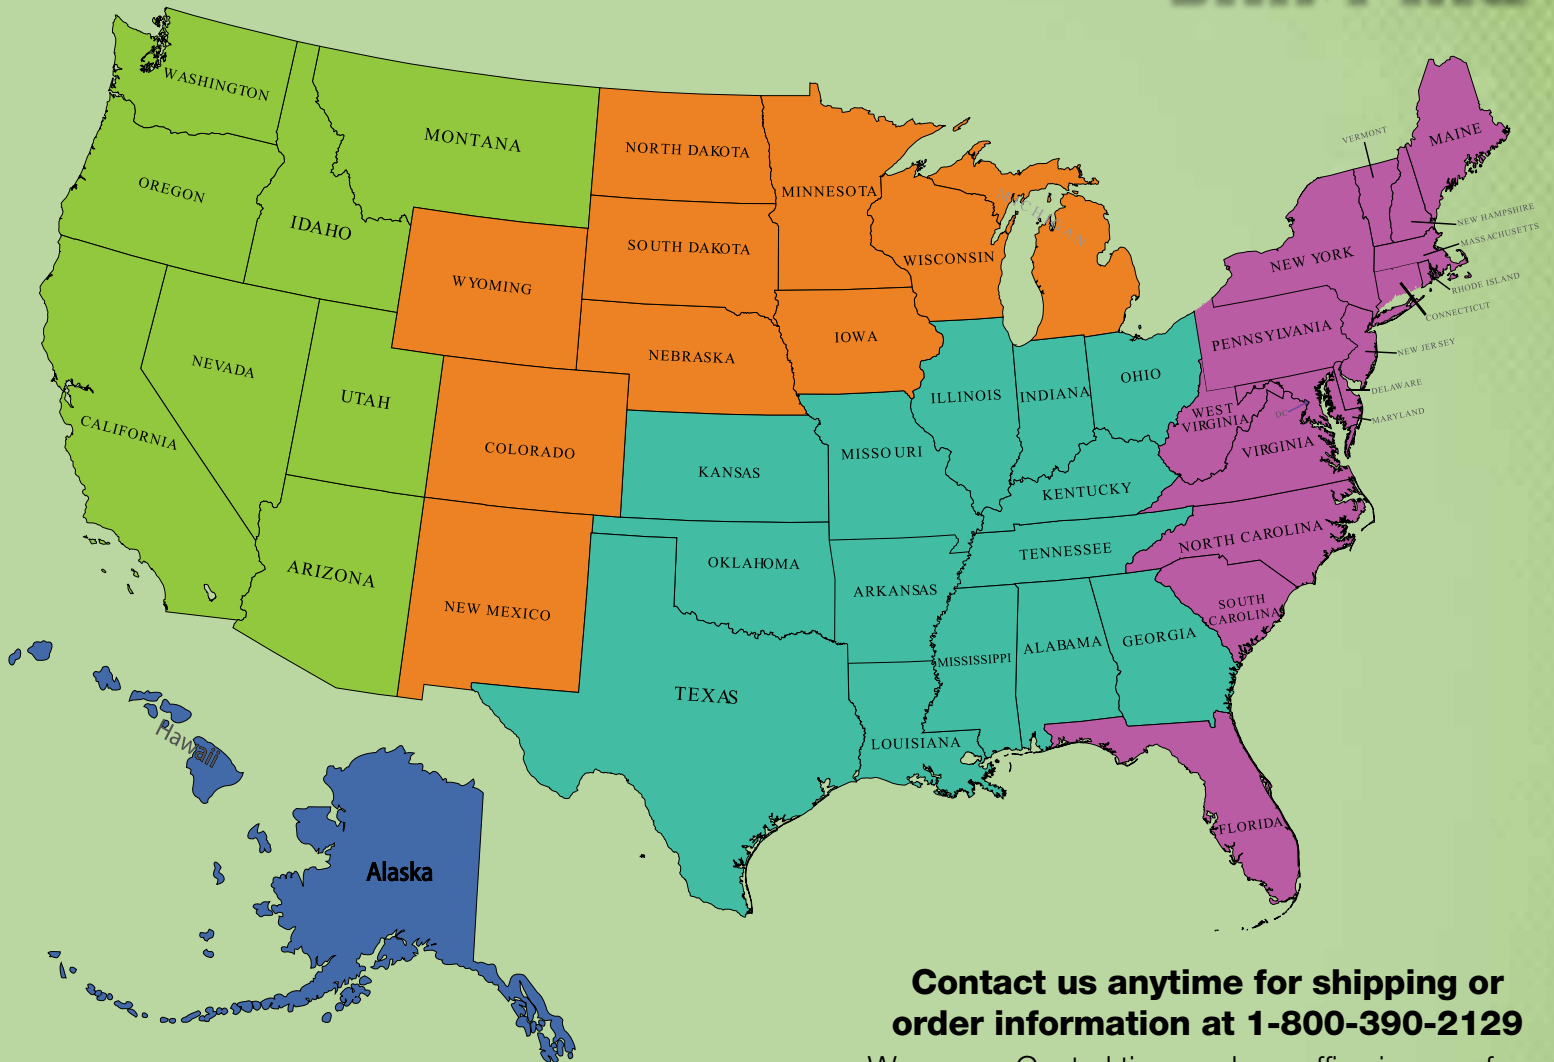 WASHINGTON
MONTANA
OREGON
IDAHO
NORTH DAKOTA
MINNESOTA
SOUTH DAKOTA
WISCONSIN
MICHIGAN
WYOMING
NEBRASKA
IOWA
NEVADA
UTAH
CALIFORNIA
COLORADO
KANSAS
MISSOURI
ILLINOIS
INDIANA
OHIO
KENTUCKY
WEST
VIRGINIA
VIRGINIA
PENNSYLVANIA
NEW YORK
VERMONT
MAINE
NEW HAMPSHIRE
MASSACHUSETTS
RHODE ISLAND
CONNECTICUT
NEW JERSEY
DELAWARE
MARYLAND
DC
ARIZONA
NEW MEXICO
OKLAHOMA
ARKANSAS
TENNESSEE
NORTH CAROLINA
SOUTH
CAROLINA
TEXAS
LOUISIANA
MISSISSIPPI
ALABAMA
GEORGIA
FLORIDA
Hawaii
Alaska
Contact us anytime for shipping or
order information at 1-800-390-2129